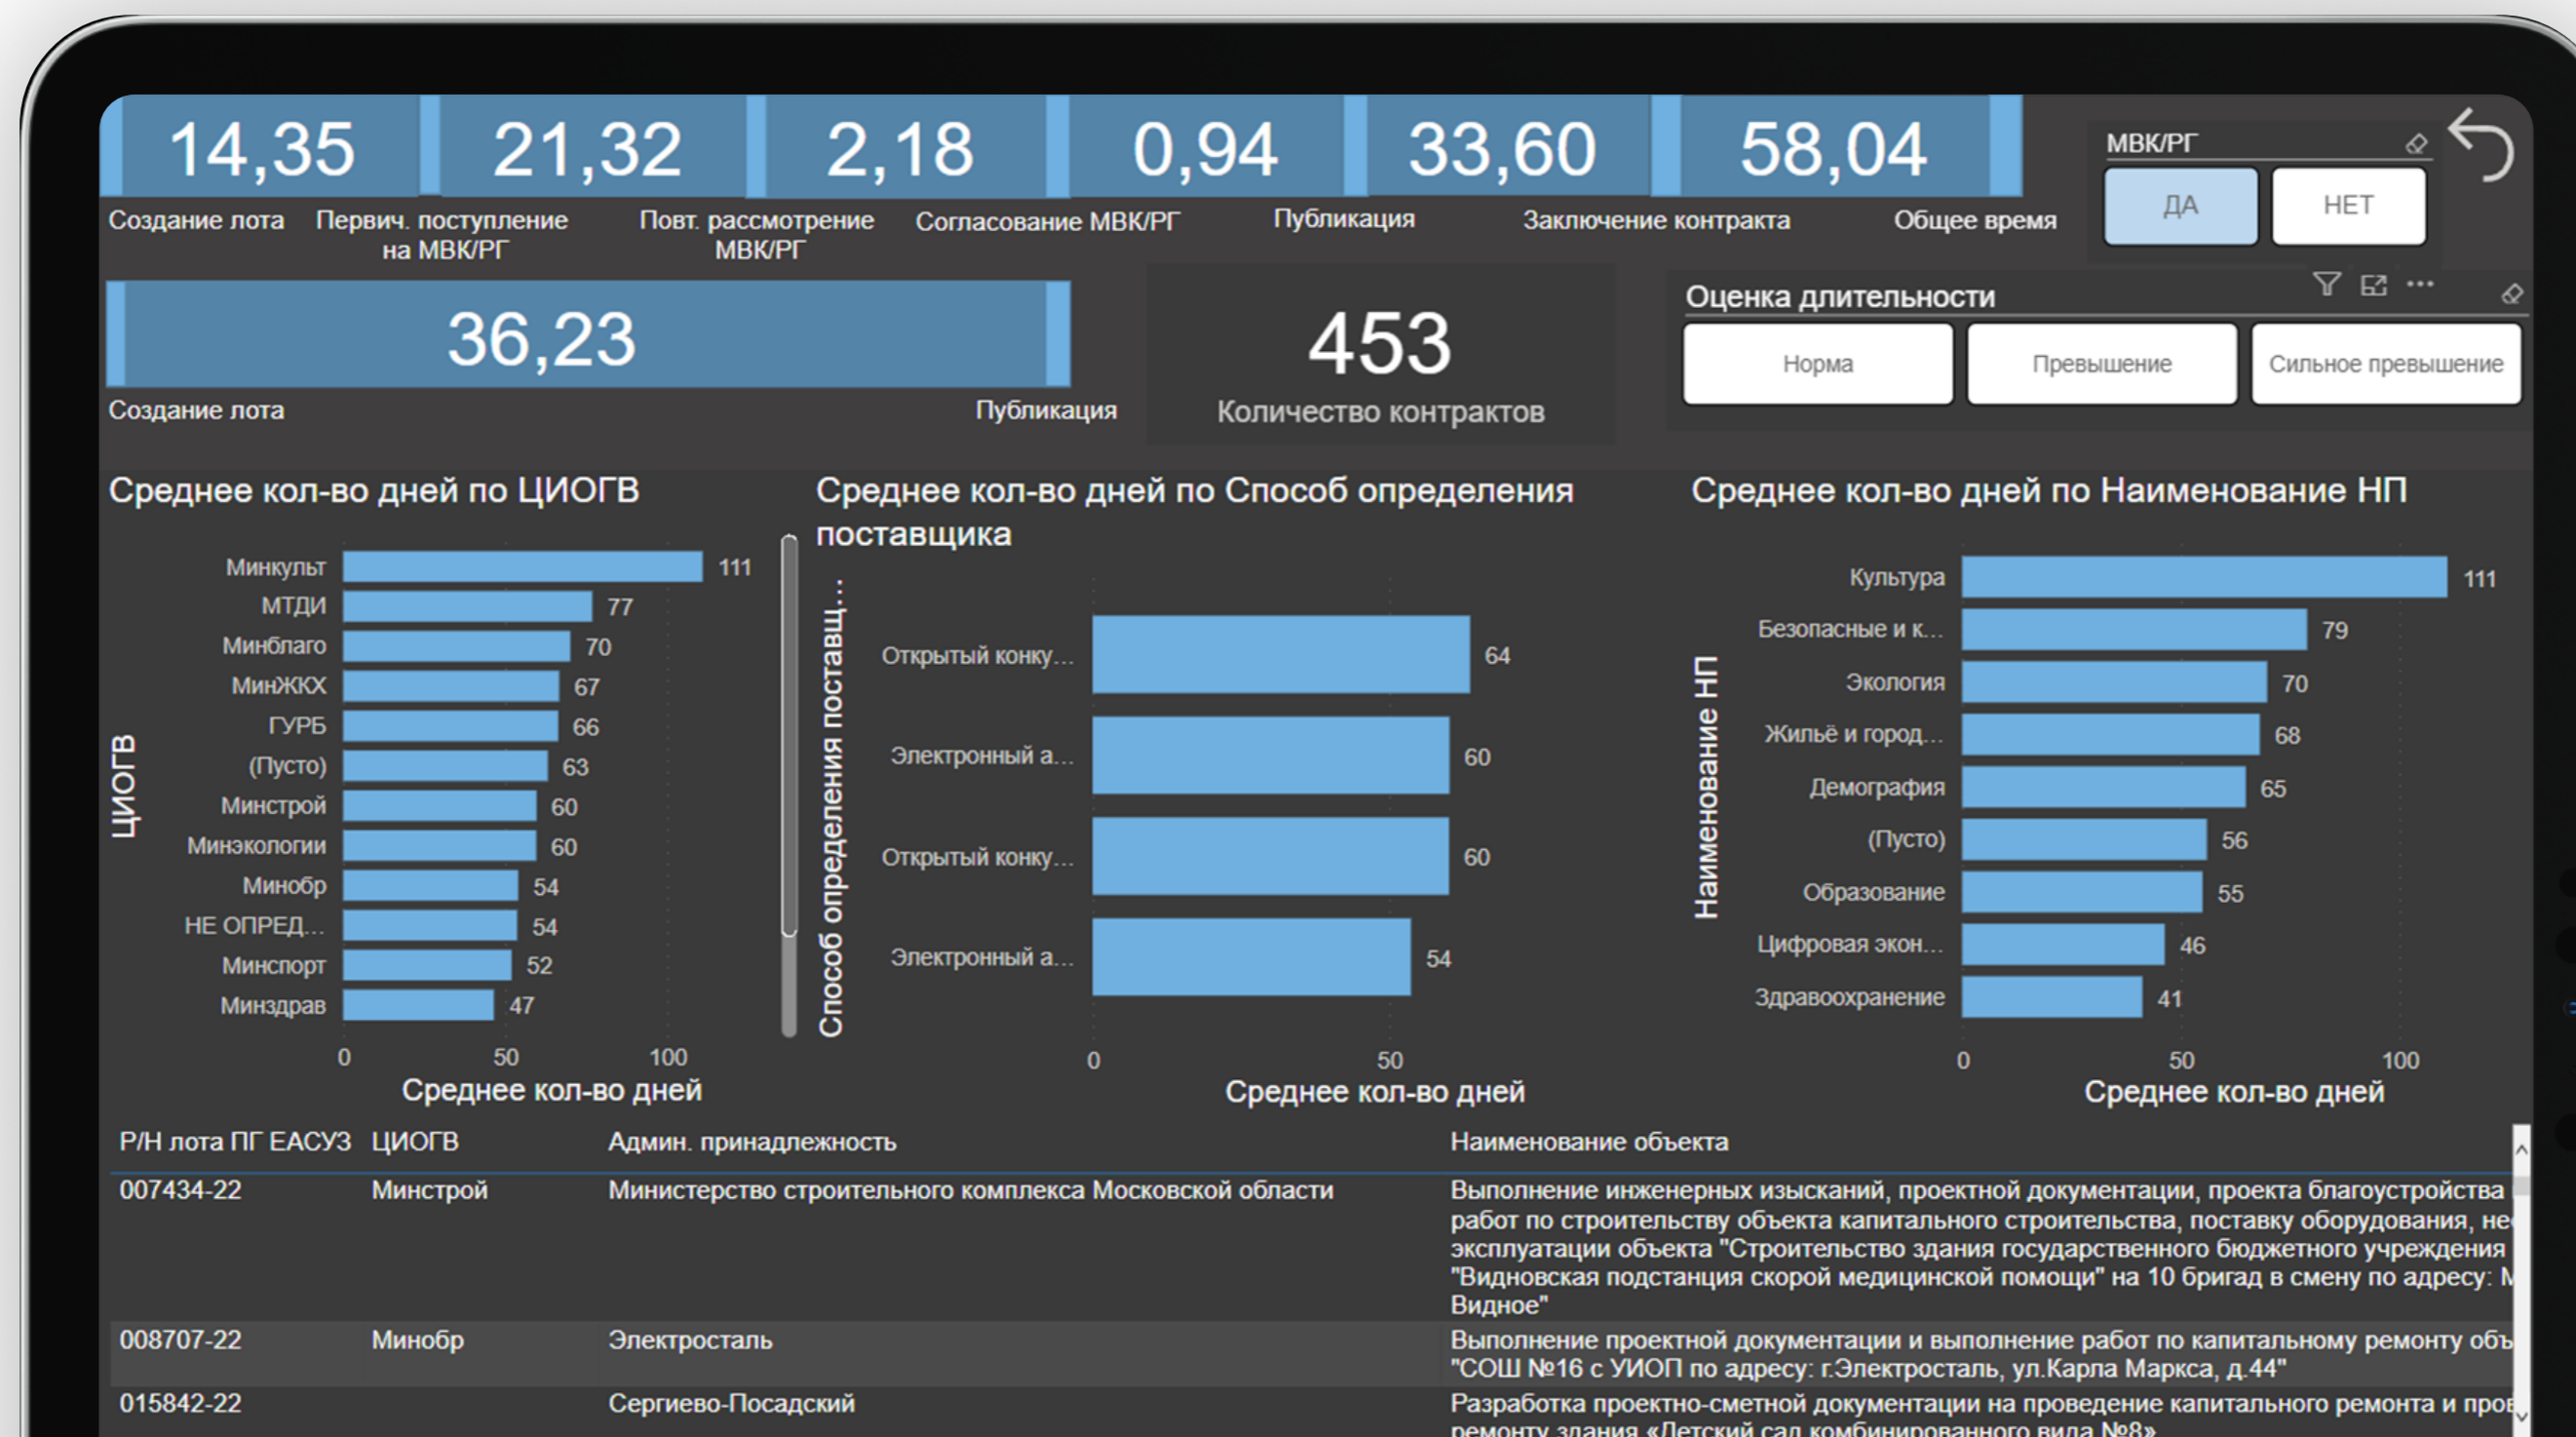 14,35
21,32
2,18
0,94
33,60
58,04
Создание лота
Первич. поступление
на МВК/РГ
Повт. рассмотрение
МВК/РГ
Согласование МВК/РГ
Публикация
Заключение контракта
Общее время
МВК/РГ
ДА
НЕТ
36,23
Создание лота
Публикация
453
Количество контрактов
Оценка длительности
Норма
Превышение
Сильное превышение
Среднее кол-во дней по ЦИОГВ
ЦИОГВ
Минкульт 111
МТДИ 77
Минблаго 70
МинЖКХ 67
ГУРБ 66
(Пусто) 63
Минстрой 60
Минэкологии 60
Минобр 54
НЕ ОПРЕД... 54
Минспорт 52
Минздрав 47
0 50 100
Среднее кол-во дней
Среднее кол-во дней по Способ определения
поставщика
Способ определения поставщ...
Открытый конку... 64
Электронный а... 60
Открытый конку... 60
Электронный а... 54
0 50
Среднее кол-во дней
Среднее кол-во дней по Наименование НП
Наименование НП
Культура 111
Безопасные и к... 79
Экология 70
Жильё и город... 68
Демография 65
(Пусто) 56
Образование 55
Цифровая экон... 46
Здравоохранение 41
0 50 100
Среднее кол-во дней
Р/Н лота ПГ ЕАСУЗ ЦИОГВ Админ. принадлежность Наименование объекта
007434-22 Минстрой Министерство строительного комплекса Московской области Выполнение инженерных изысканий, проектной документации, проекта благоустройства
работ по строительству объекта капитального строительства, поставку оборудования, не
эксплуатации объекта "Строительство здания государственного бюджетного учреждения
"Видновская подстанция скорой медицинской помощи" на 10 бригад в смену по адресу:
Видное"
008707-22 Минобр Электросталь Выполнение проектной документации и выполнение работ по капитальному ремонту объ
"СОШ №16 с УИОП по адресу: г.Электросталь, ул.Карла Маркса, д.44"
015842-22 Сергиево-Посадский Разработка проектно-сметной документации на проведение капитального ремонта и пров
ремонту здания «Детский сад комбинированного вида №8»